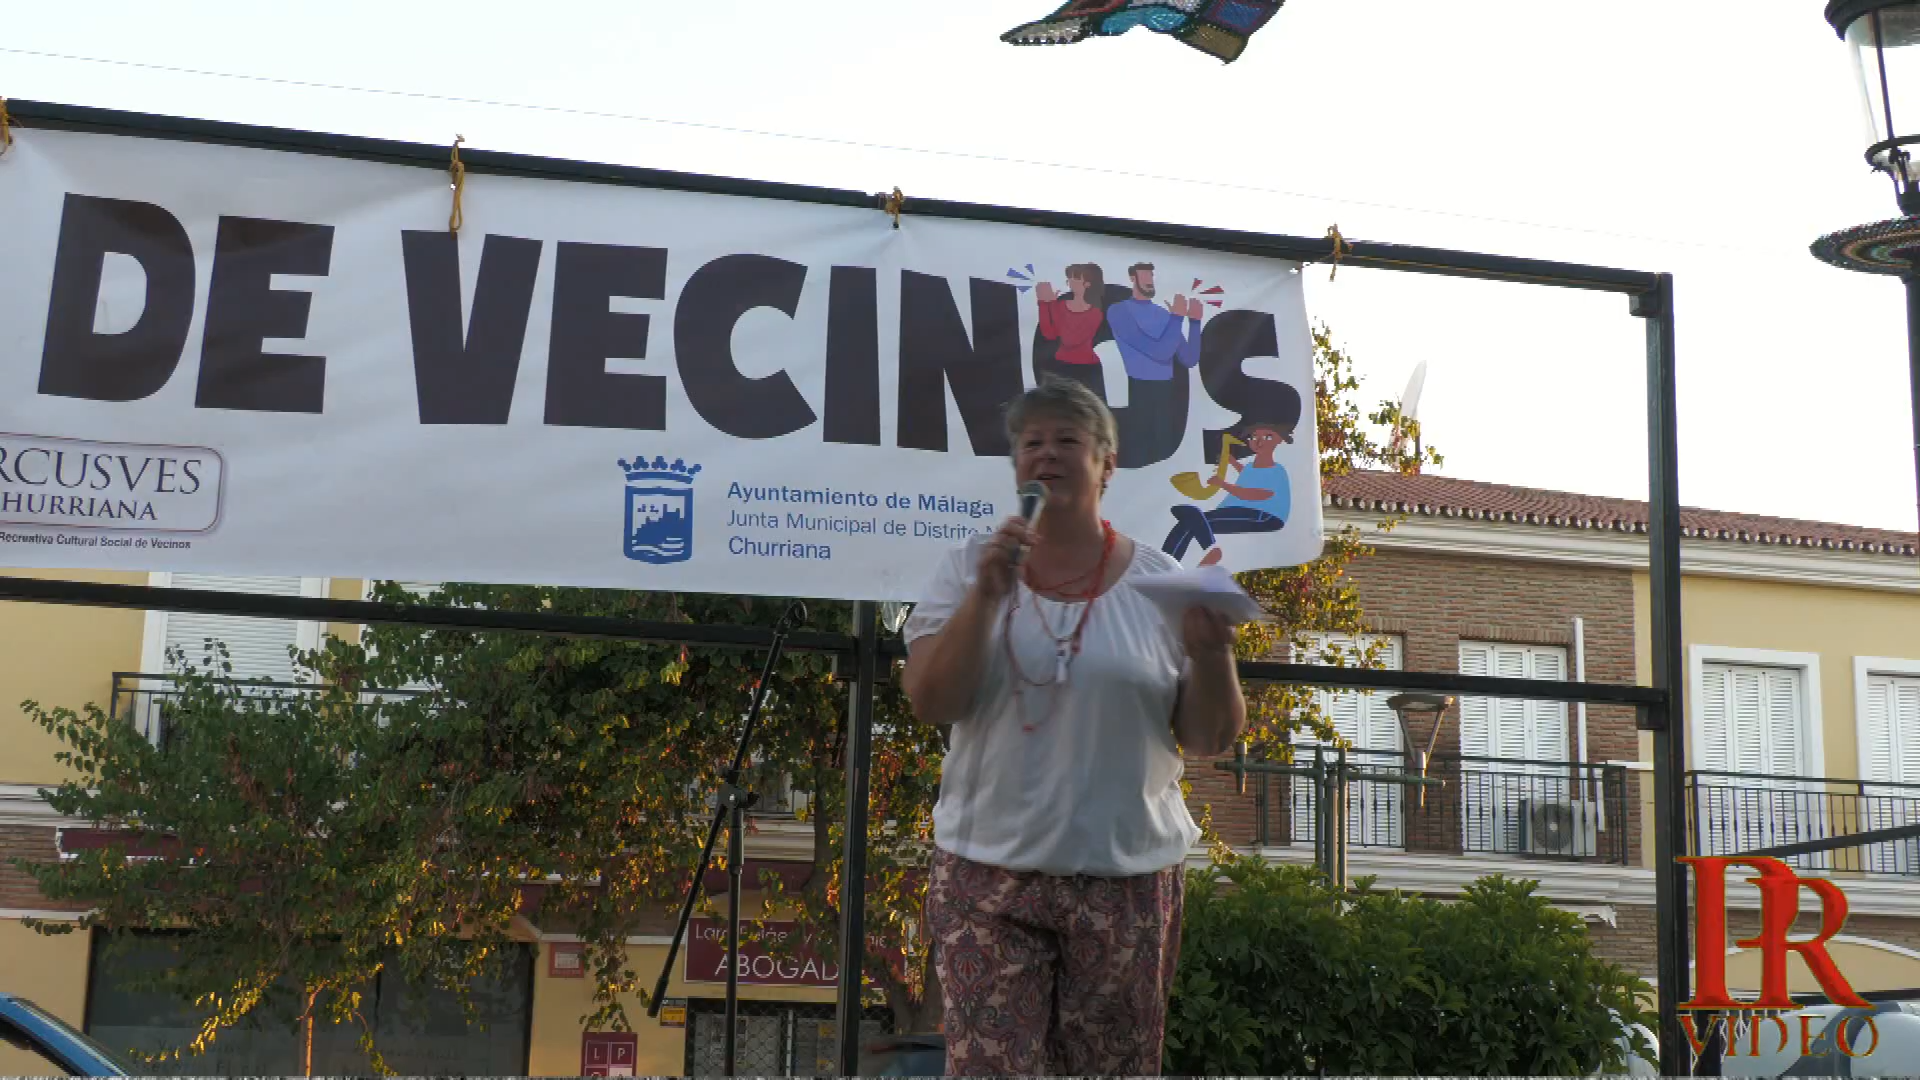 DE VECINOS
RCUSVES
HURRIANA
Recreativa Cultural Social de Vecinos
Ayuntamiento de Málaga
Junta Municipal de Distrito
Churriana
ABOGAD
L P
PR
VIDEO